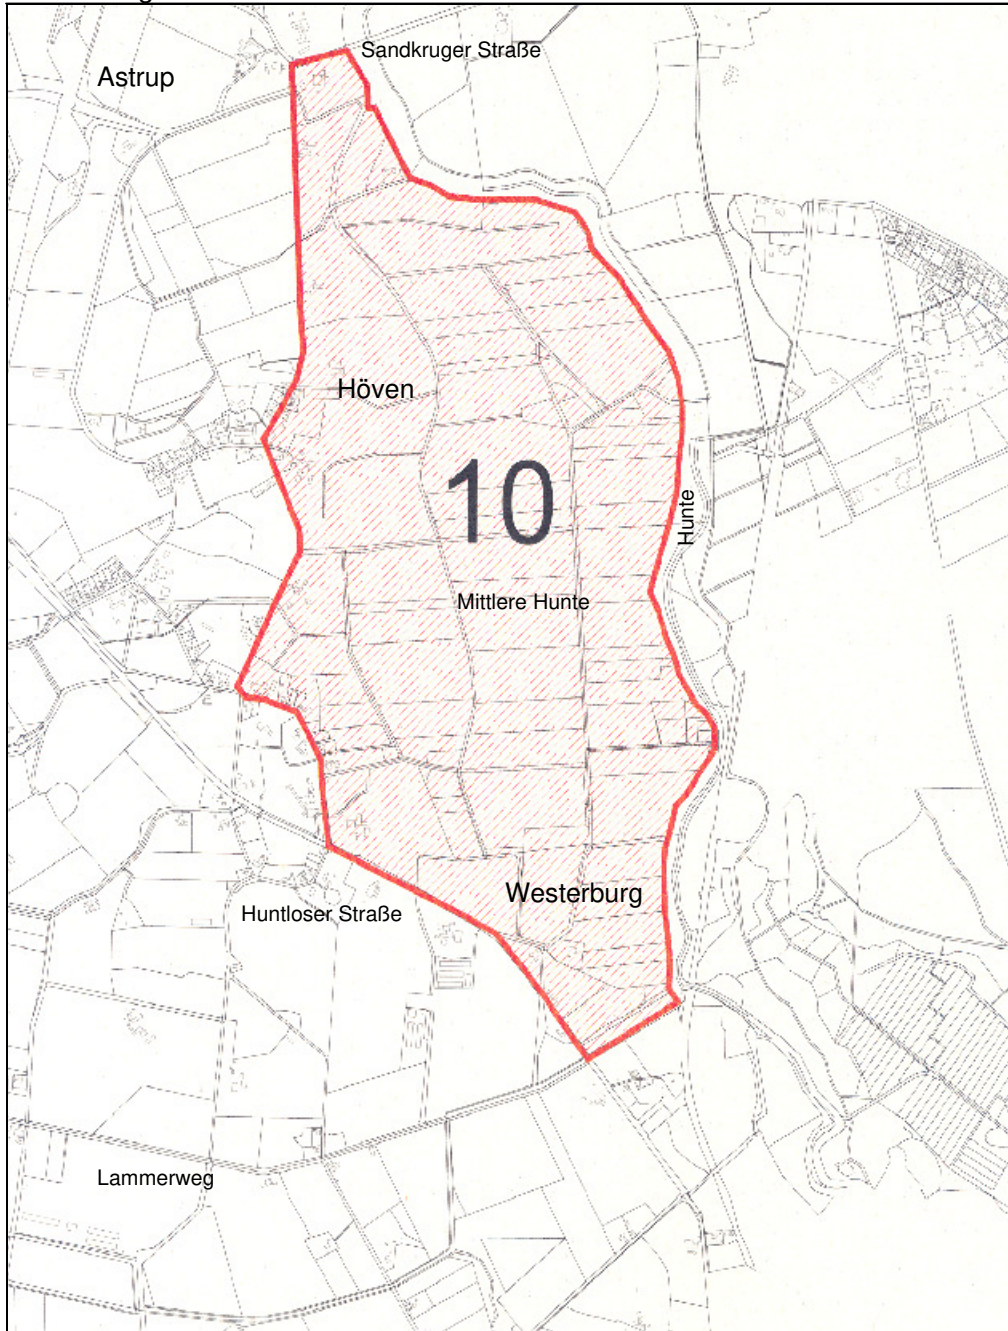 Sandkruger Straße
Astrup
Höven
10
Hunte
Mittlere Hunte
Westerburg
Huntloser Straße
Lammerweg